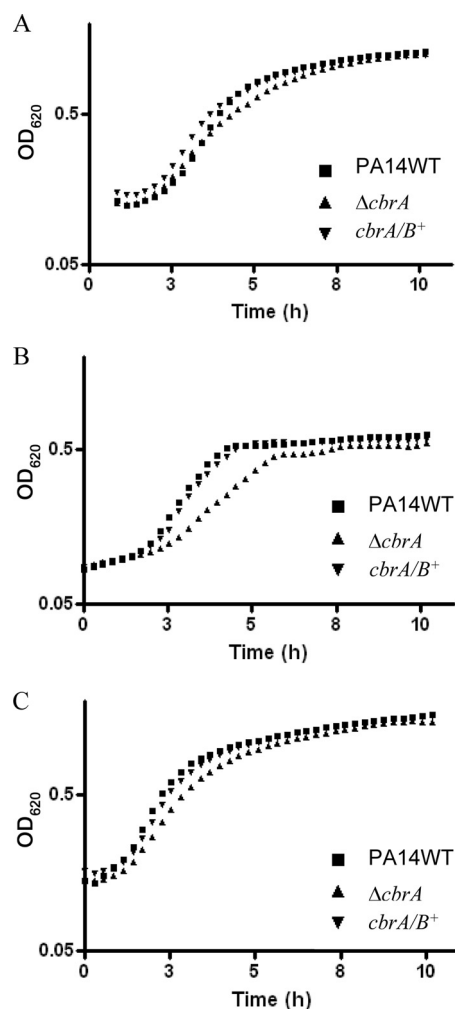 A
OD₆₂₀
0.5
0.05
PA14WT
ΔcbrA
cbrA/B⁺
0 3 5 8 10
Time (h)
B
OD₆₂₀
0.5
0.05
PA14WT
ΔcbrA
cbrA/B⁺
0 3 5 8 10
Time (h)
C
OD₆₂₀
0.5
0.05
PA14WT
ΔcbrA
cbrA/B⁺
0 3 5 8 10
Time (h)